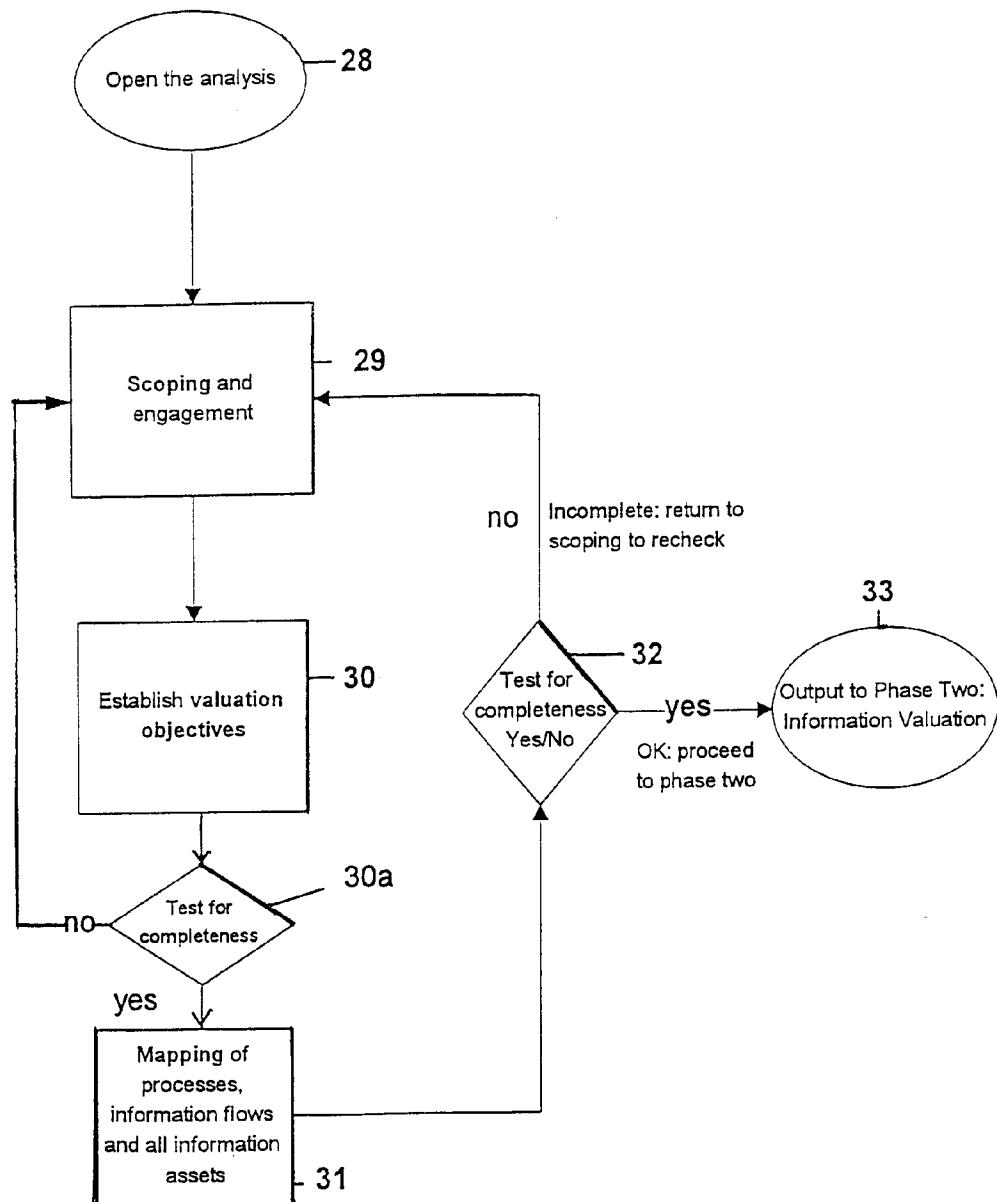 Open the analysis
28
Scoping and
engagement
29
no
Incomplete: return to
scoping to recheck
33
Establish valuation
objectives
30
Test for
completeness
Yes/No
32
yes
OK: proceed
to phase two
Output to Phase Two:
Information Valuation
Test for
completeness
30a
no
yes
Mapping of
processes,
information flows
and all information
assets
31